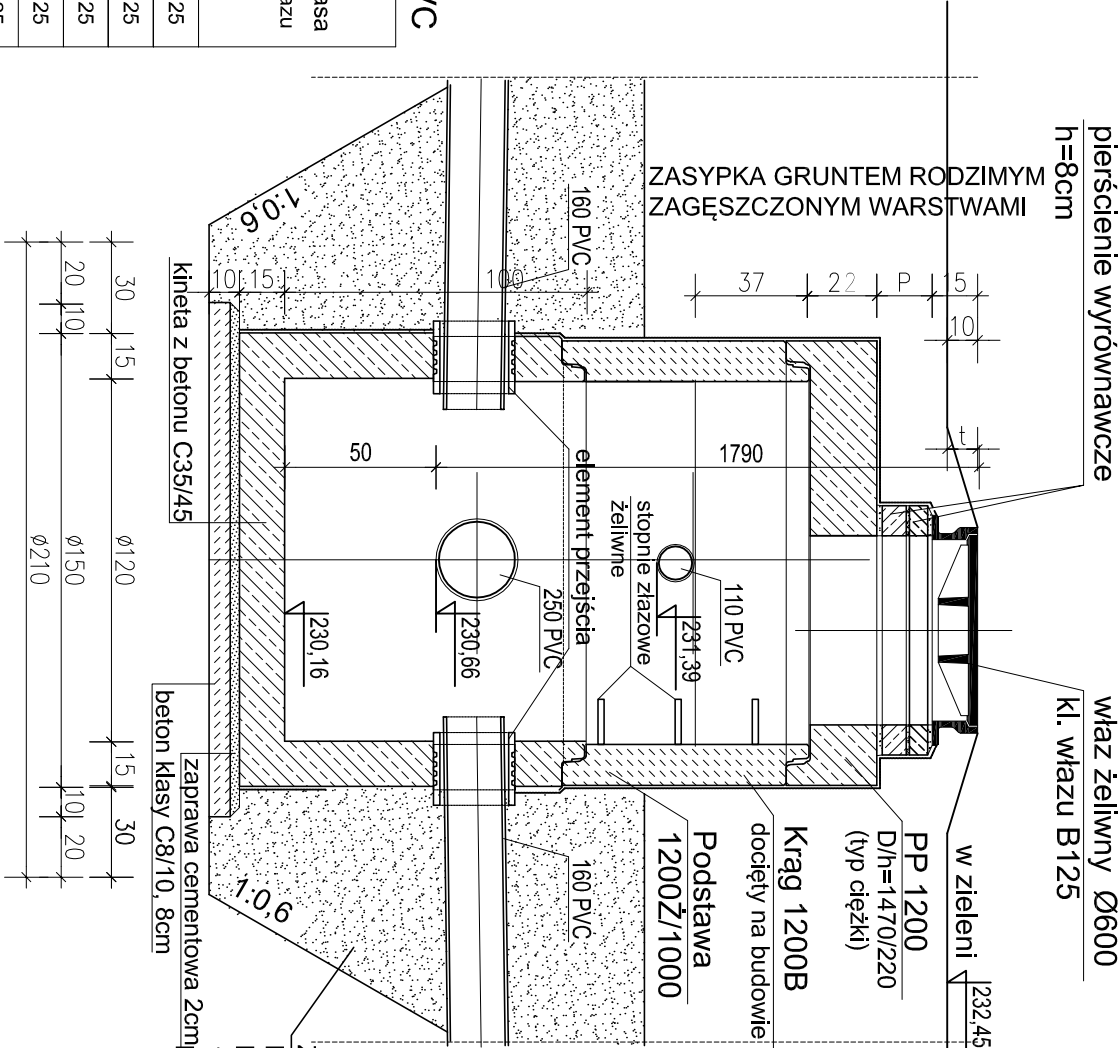 pierścienie wyrównawcze
h=8cm
właz żeliwny Ø600
kl. włazu B125
ZASYPKA GRUNTEM RODZIMYM
ZAGĘSZCZONYM WARSTWAMI
w zieleni
232,45
PP 1200
D/h=1470/220
(typ ciężki)
Krąg 1200B
docięty na budowie
Podstawa
1200Ż/1000
160 PVC
160 PVC
110 PVC
231,39
stopnie złazowe
żeliwne
element przejścia
250 PVC
230,66
230,16
10
15
100
37
22
P
15
10
t
50
1790
1:0,6
1:0,6
kineta z betonu C35/45
zaprawa cementowa 2cm
beton klasy C8/10, 8cm
30
15
ø120
15
30
20
10
ø150
10
20
ø210
25
25
25
25